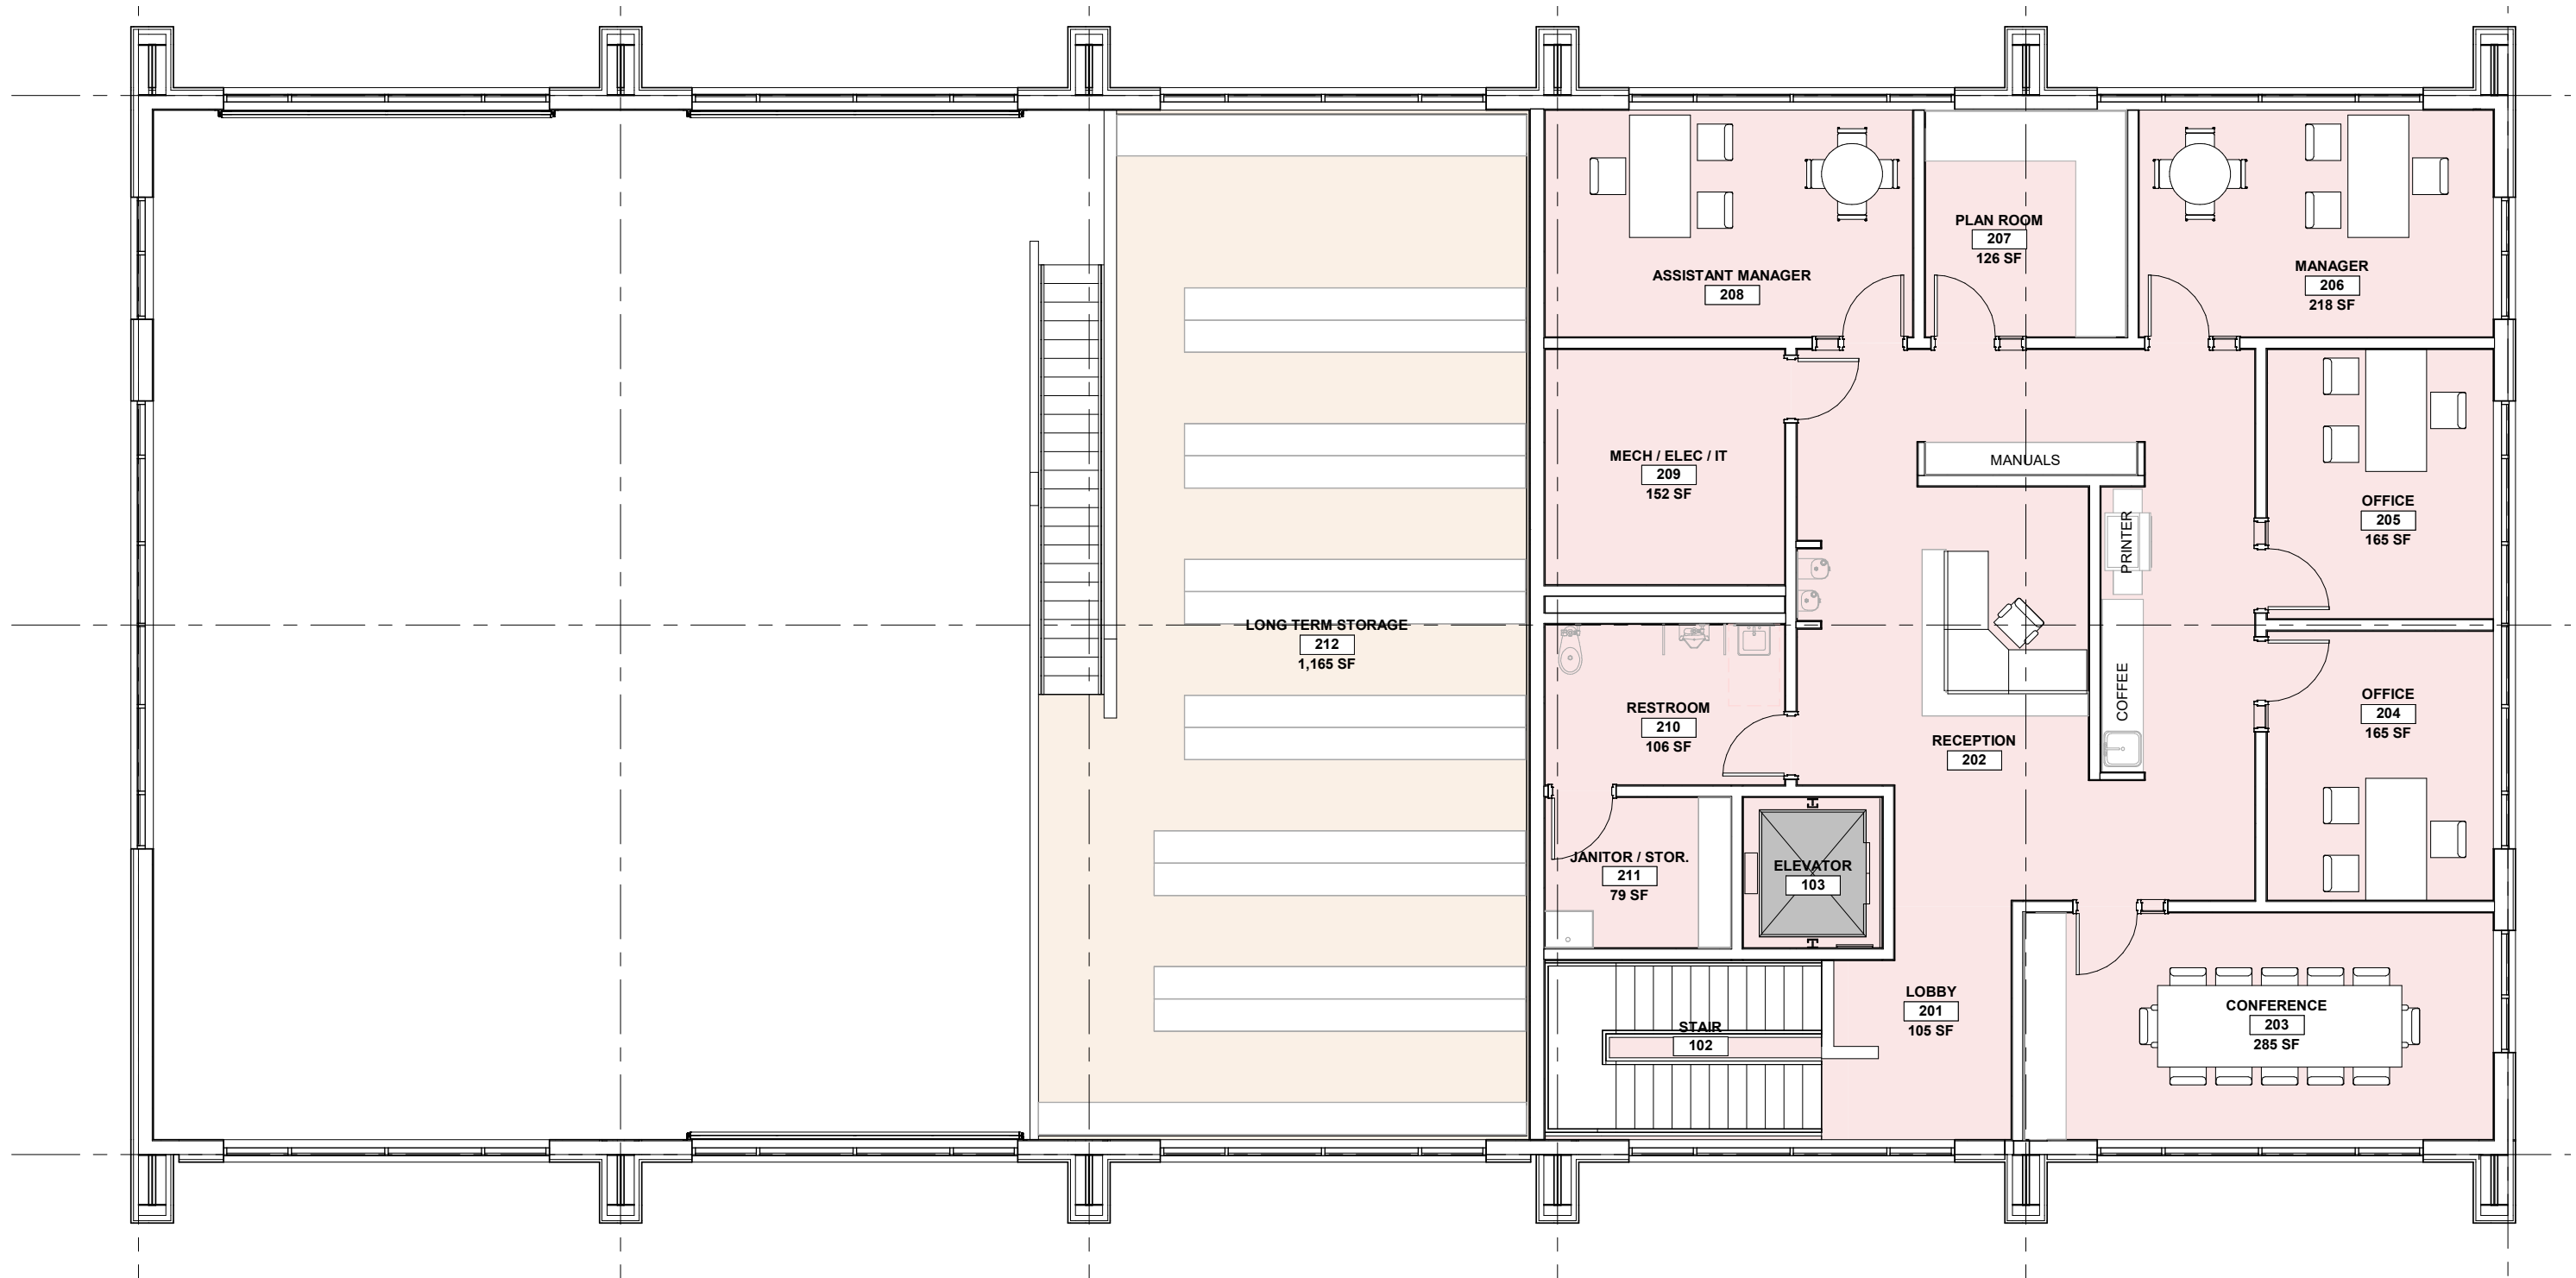 ASSISTANT MANAGER
208
PLAN ROOM
207
126 SF
MANAGER
206
218 SF
MECH / ELEC / IT
209
152 SF
MANUALS
PRINTER
OFFICE
205
165 SF
LONG TERM STORAGE
212
1,165 SF
RESTROOM
210
106 SF
RECEPTION
202
COFFEE
OFFICE
204
165 SF
JANITOR / STOR.
211
79 SF
ELEVATOR
103
STAIR
102
LOBBY
201
105 SF
CONFERENCE
203
285 SF